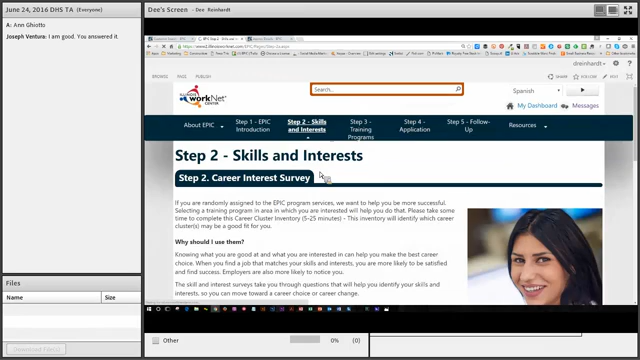 June 24, 2016 DHS TA (Everyone)
A: Ann Ghiotto
Joseph Ventura: I am good. You answered it.
Files
Name Size
Download File(s)
Dee's Screen - Dee Reinhardt
EPIC Step 2 - Skills and
dreinhardt
BROWSE PAGE PUBLISH
SHARE FOLLOW EDIT
ILLINOIS
workNet
CENTER
Search...
Spanish
My Dashboard Messages
About EPIC
Step 1 - EPIC Introduction
Step 2 - Skills and Interests
Step 3 - Training Programs
Step 4 - Application
Step 5 - Follow-Up
Resources
Step 2 - Skills and Interests
Step 2. Career Interest Survey
If you are randomly assigned to the EPIC program services, we want to help you be more successful.
Selecting a training program in area in which you are interested will help you do that. Please take some
time to complete this Career Cluster Inventory (5-25 minutes) - This inventory will identify which career
cluster(s) may be a good fit for you.
Why should I use them?
Knowing what you are good at and what you are interested in can help you make the best career
choice. When you find a job that matches your skills and interests, you are more likely to be satisfied
and find success. Employers are also more likely to notice you.
The skill and interest surveys take you through questions that will help you identify your skills and
interests, so you can move toward a career choice or career change.
Other 0% (0)